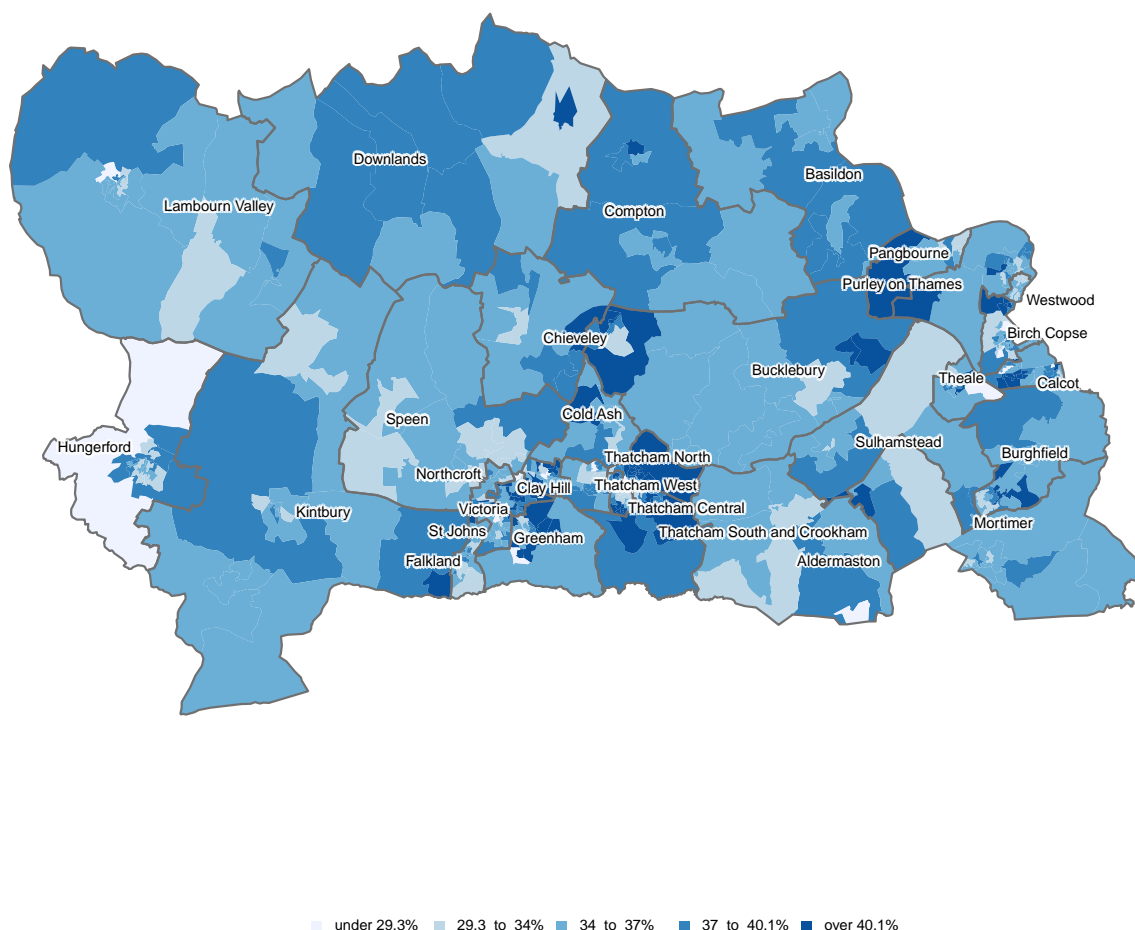 Downlands
Basildon
Lambourn Valley
Compton
Pangbourne
Purley on Thames
Westwood
Birch Copse
Chieveley
Bucklebury
Theale
Calcot
Cold Ash
Speen
Sulhamstead
Hungerford
Burghfield
Thatcham North
Northcroft
Clay Hill
Thatcham West
Victoria
Thatcham Central
Kintbury
Mortimer
St Johns
Greenham
Thatcham South and Crookham
Falkland
Aldermaston
under 29.3% 29.3 to 34% 34 to 37% 37 to 40.1% over 40.1%